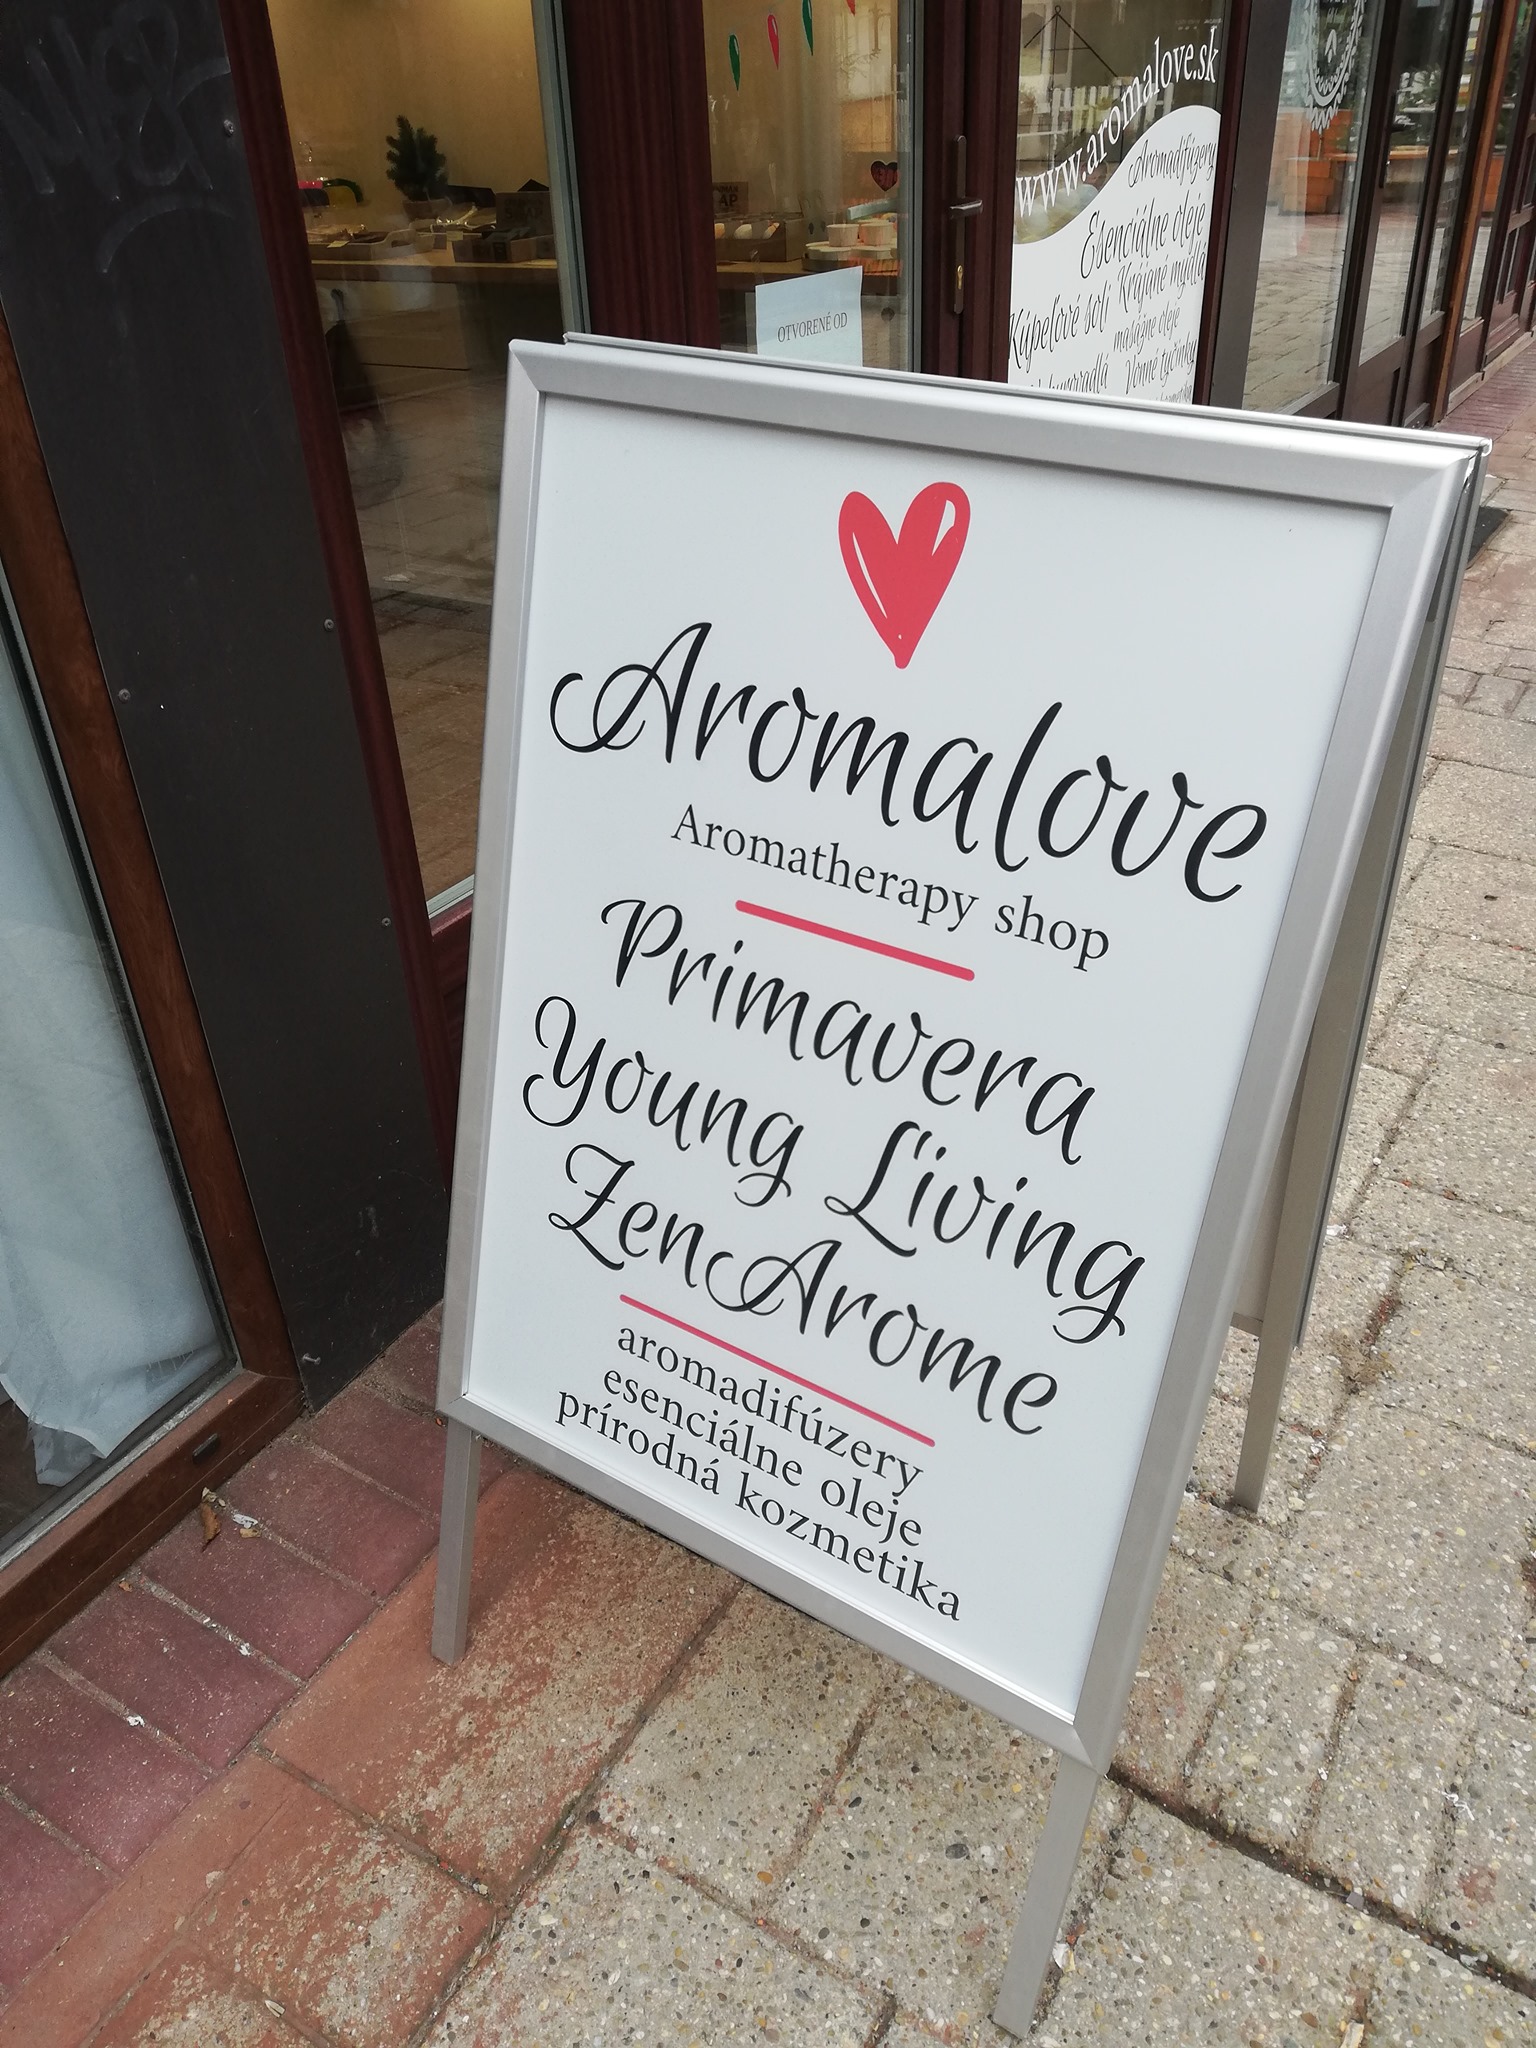 www.aromalove.sk
Aromadifúzery
Esenciálne oleje
Krájané mydlá
Kúpeľové soli
masážne oleje
Vonné tyčinky
OTVORENÉ OD
Aromalove
Aromatherapy shop
Primavera
Young Living
ZenArome
aromadifúzery
esenciálne oleje
prírodná kozmetika